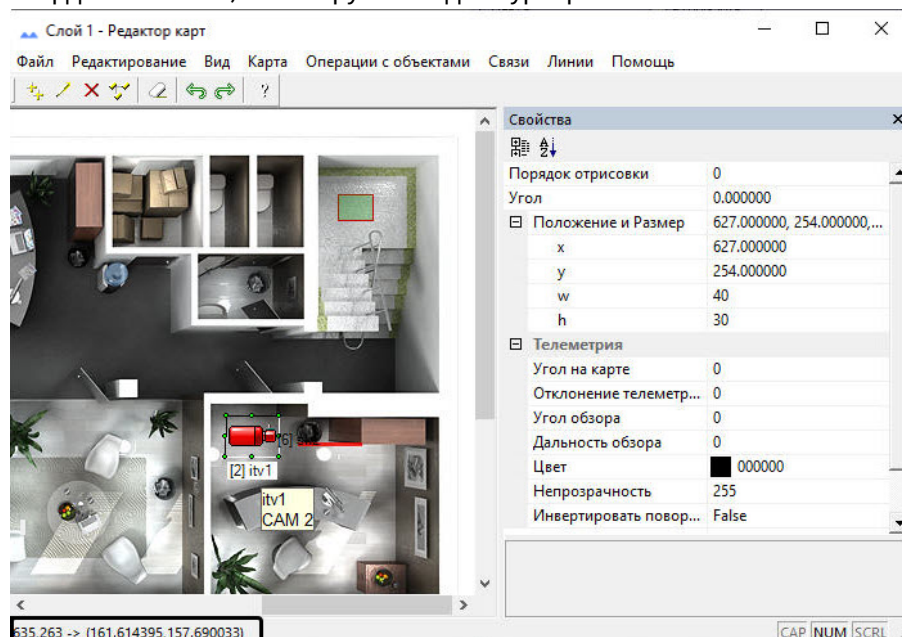 Слой 1 - Редактор карт
Файл Редактирование Вид Карта Операции с объектами Связи Линии Помощь
?
Свойства
Порядок отрисовки 0
Угол 0.000000
Положение и Размер 627.000000, 254.000000,...
x 627.000000
y 254.000000
w 40
h 30
Телеметрия
Угол на карте 0
Отклонение телеметр... 0
Угол обзора 0
Дальность обзора 0
Цвет 000000
Непрозрачность 255
Инвертировать повор... False
[6]
[2] itv1
itv1
CAM 2
635,263 -> (161.614395,157.690033)
CAP NUM SCRL